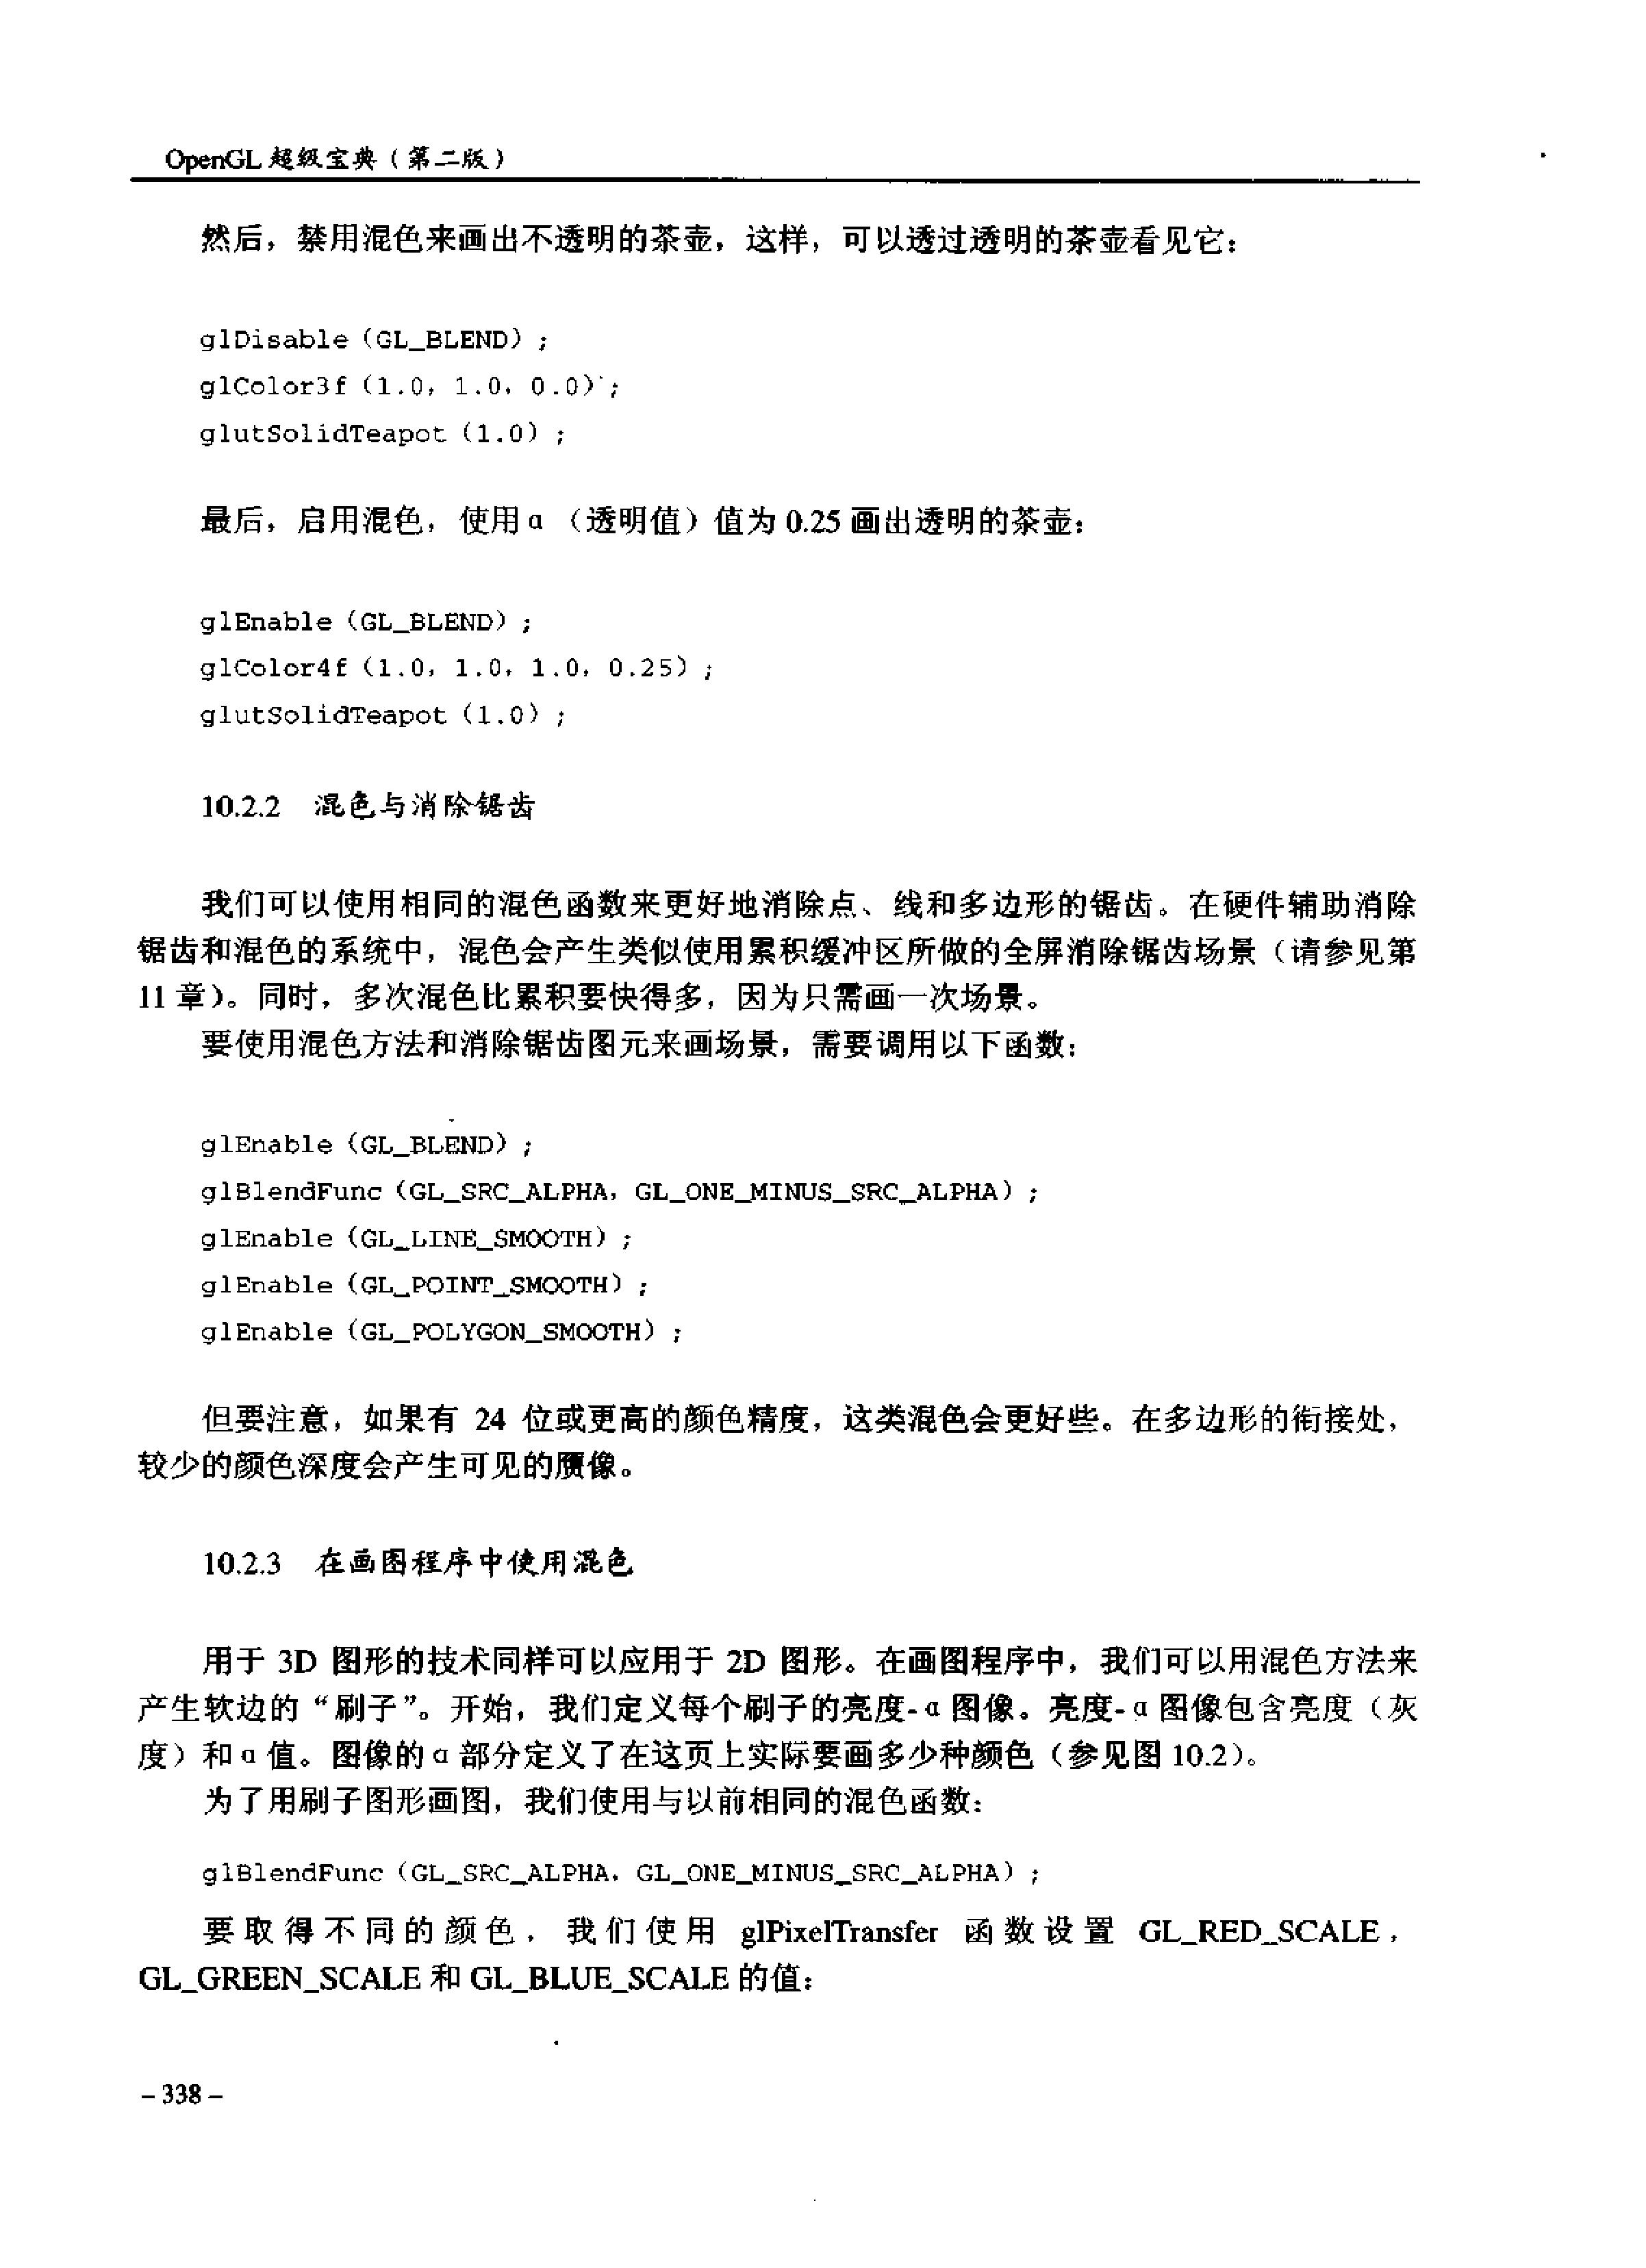 OpenGL 超级宝典（第二版）
然后，禁用混色来画出不透明的茶壶，这样，可以透过透明的茶壶看见它：
glDisable（GL_BLEND）；
glColor3f（1.0，1.0，0.0）；
glutSolidTeapot（1.0）；
最后，启用混色，使用α（透明值）值为 0.25 画出透明的茶壶：
glEnable（GL_BLEND）；
glColor4f（1.0，1.0，1.0，0.25）；
glutSolidTeapot（1.0）；
10.2.2 混色与消除锯齿
我们可以使用相同的混色函数来更好地消除点、线和多边形的锯齿。在硬件辅助消除
锯齿和混色的系统中，混色会产生类似使用累积缓冲区所做的全屏消除锯齿场景（请参见第
11 章）。同时，多次混色比累积要快得多，因为只需画一次场景。
要使用混色方法和消除锯齿图元来画场景，需要调用以下函数：
glEnable（GL_BLEND）；
glBlendFunc（GL_SRC_ALPHA，GL_ONE_MINUS_SRC_ALPHA）；
glEnable（GL_LINE_SMOOTH）；
glEnable（GL_POINT_SMOOTH）；
glEnable（GL_POLYGON_SMOOTH）；
但要注意，如果有 24 位或更高的颜色精度，这类混色会更好些。在多边形的衔接处，
较少的颜色深度会产生可见的赝像。
10.2.3 在画图程序中使用混色
用于 3D 图形的技术同样可以应用于 2D 图形。在画图程序中，我们可以用混色方法来
产生软边的“刷子”。开始，我们定义每个刷子的亮度-α图像。亮度-α图像包含亮度（灰
度）和α值。图像的α部分定义了在这页上实际要画多少种颜色（参见图 10.2）。
为了用刷子图形画图，我们使用与以前相同的混色函数：
glBlendFunc（GL_SRC_ALPHA，GL_ONE_MINUS_SRC_ALPHA）；
要取得不同的颜色，我们使用 glPixelTransfer 函数设置 GL_RED_SCALE，
GL_GREEN_SCALE 和 GL_BLUE_SCALE 的值：
– 338 –